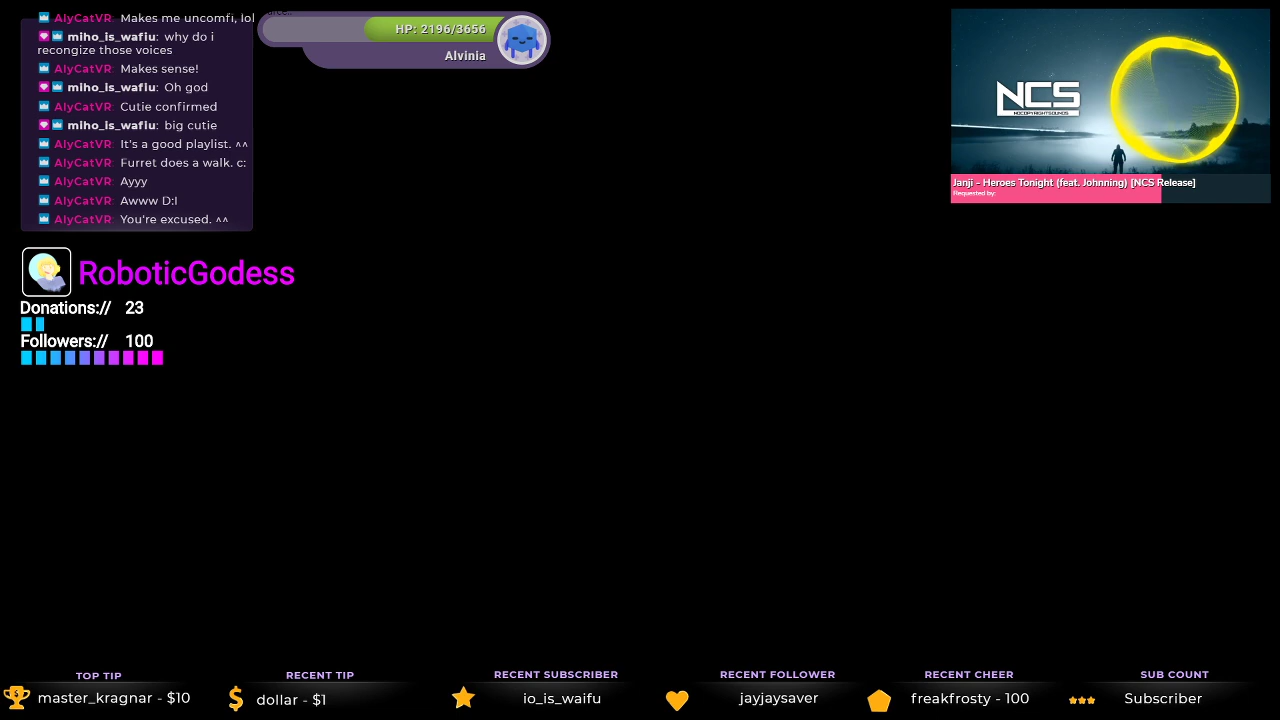 AlyCatVR: Makes me uncomfi, lol
miho_is_wafiu: why do i
recongize those voices
AlyCatVR: Makes sense!
miho_is_wafiu: Oh god
AlyCatVR: Cutie confirmed
miho_is_wafiu: big cutie
AlyCatVR: It's a good playlist. ^^
AlyCatVR: Furret does a walk. c:
AlyCatVR: Ayyy
AlyCatVR: Awww D:I
AlyCatVR: You're excused. ^^
HP: 2196/3656
Alvinia
NCS
NOCOPYRIGHTSOUNDS
Janji - Heroes Tonight (feat. Johnning) [NCS Release]
Requested by:
RoboticGodess
Donations:// 23
Followers:// 100
TOP TIP
master_kragnar - $10
RECENT TIP
dollar - $1
RECENT SUBSCRIBER
io_is_waifu
RECENT FOLLOWER
jayjaysaver
RECENT CHEER
freakfrosty - 100
SUB COUNT
Subscriber